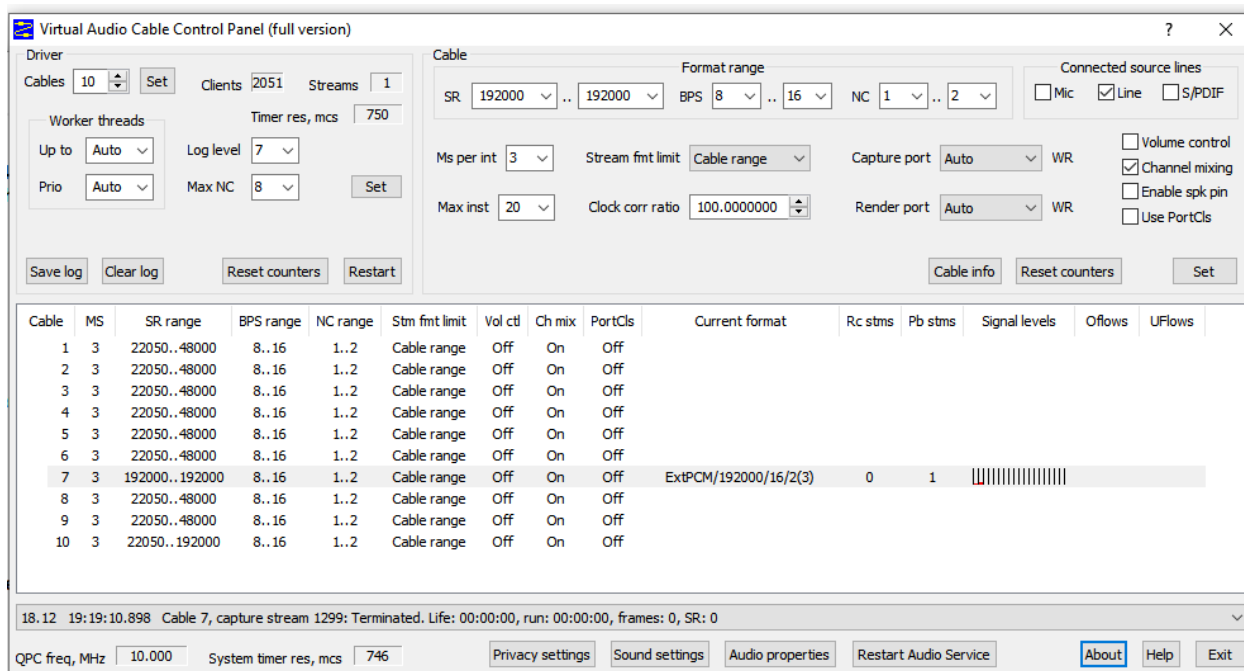 Virtual Audio Cable Control Panel (full version)
?
Driver
Cables 10 Set Clients 2051 Streams 1
Timer res, mcs 750
Worker threads
Up to Auto Log level 7
Prio Auto Max NC 8 Set
Save log Clear log Reset counters Restart
Cable
Format range
SR 192000 .. 192000 BPS 8 .. 16 NC 1 .. 2
Connected source lines
Mic Line S/PDIF
Ms per int 3 Stream fmt limit Cable range Capture port Auto WR
Max inst 20 Clock corr ratio 100.0000000 Render port Auto WR
Volume control
Channel mixing
Enable spk pin
Use PortCls
Cable info Reset counters Set
Cable MS SR range BPS range NC range Stm fmt limit Vol ctl Ch mix PortCls Current format Rc stms Pb stms Signal levels Oflows UFlows
1 3 22050..48000 8..16 1..2 Cable range Off On Off
2 3 22050..48000 8..16 1..2 Cable range Off On Off
3 3 22050..48000 8..16 1..2 Cable range Off On Off
4 3 22050..48000 8..16 1..2 Cable range Off On Off
5 3 22050..48000 8..16 1..2 Cable range Off On Off
6 3 22050..48000 8..16 1..2 Cable range Off On Off
7 3 192000..192000 8..16 1..2 Cable range Off On Off ExtPCM/192000/16/2(3) 0 1
8 3 22050..48000 8..16 1..2 Cable range Off On Off
9 3 22050..48000 8..16 1..2 Cable range Off On Off
10 3 22050..192000 8..16 1..2 Cable range Off On Off
18.12 19:19:10.898 Cable 7, capture stream 1299: Terminated. Life: 00:00:00, run: 00:00:00, frames: 0, SR: 0
QPC freq, MHz 10.000 System timer res, mcs 746 Privacy settings Sound settings Audio properties Restart Audio Service About Help Exit